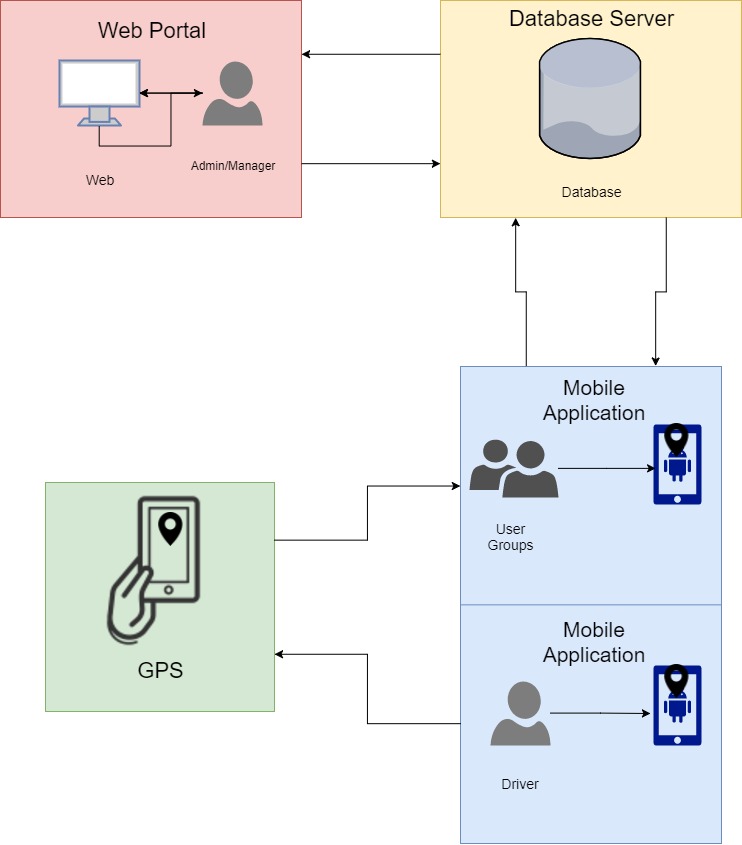 Web Portal
Web
Admin/Manager
Database Server
Database
Mobile
Application
User
Groups
GPS
Mobile
Application
Driver